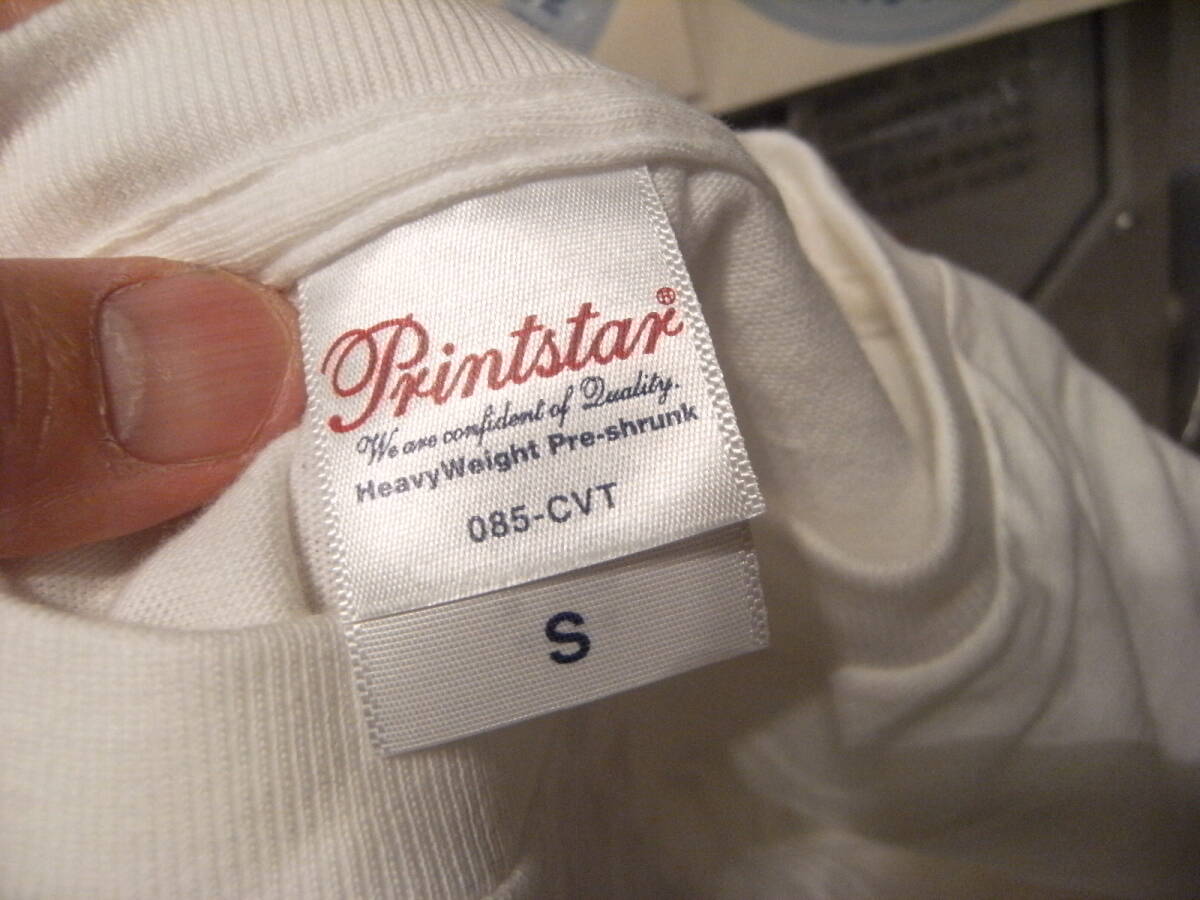 Printstar®
We are confident of Quality.
HeavyWeight Pre-shrunk
085-CVT
S